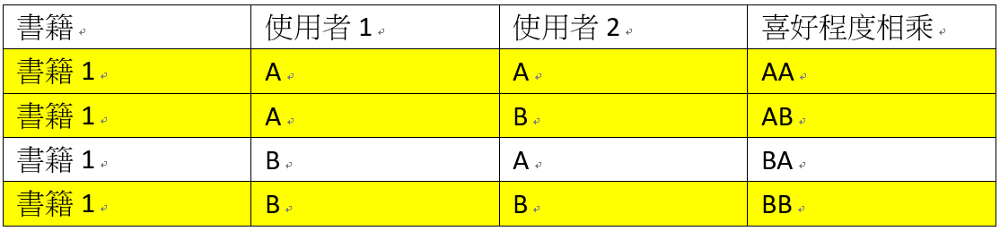 書籍 使用者 1 使用者 2 喜好程度相乘
書籍 1 A A AA
書籍 1 A B AB
書籍 1 B A BA
書籍 1 B B BB